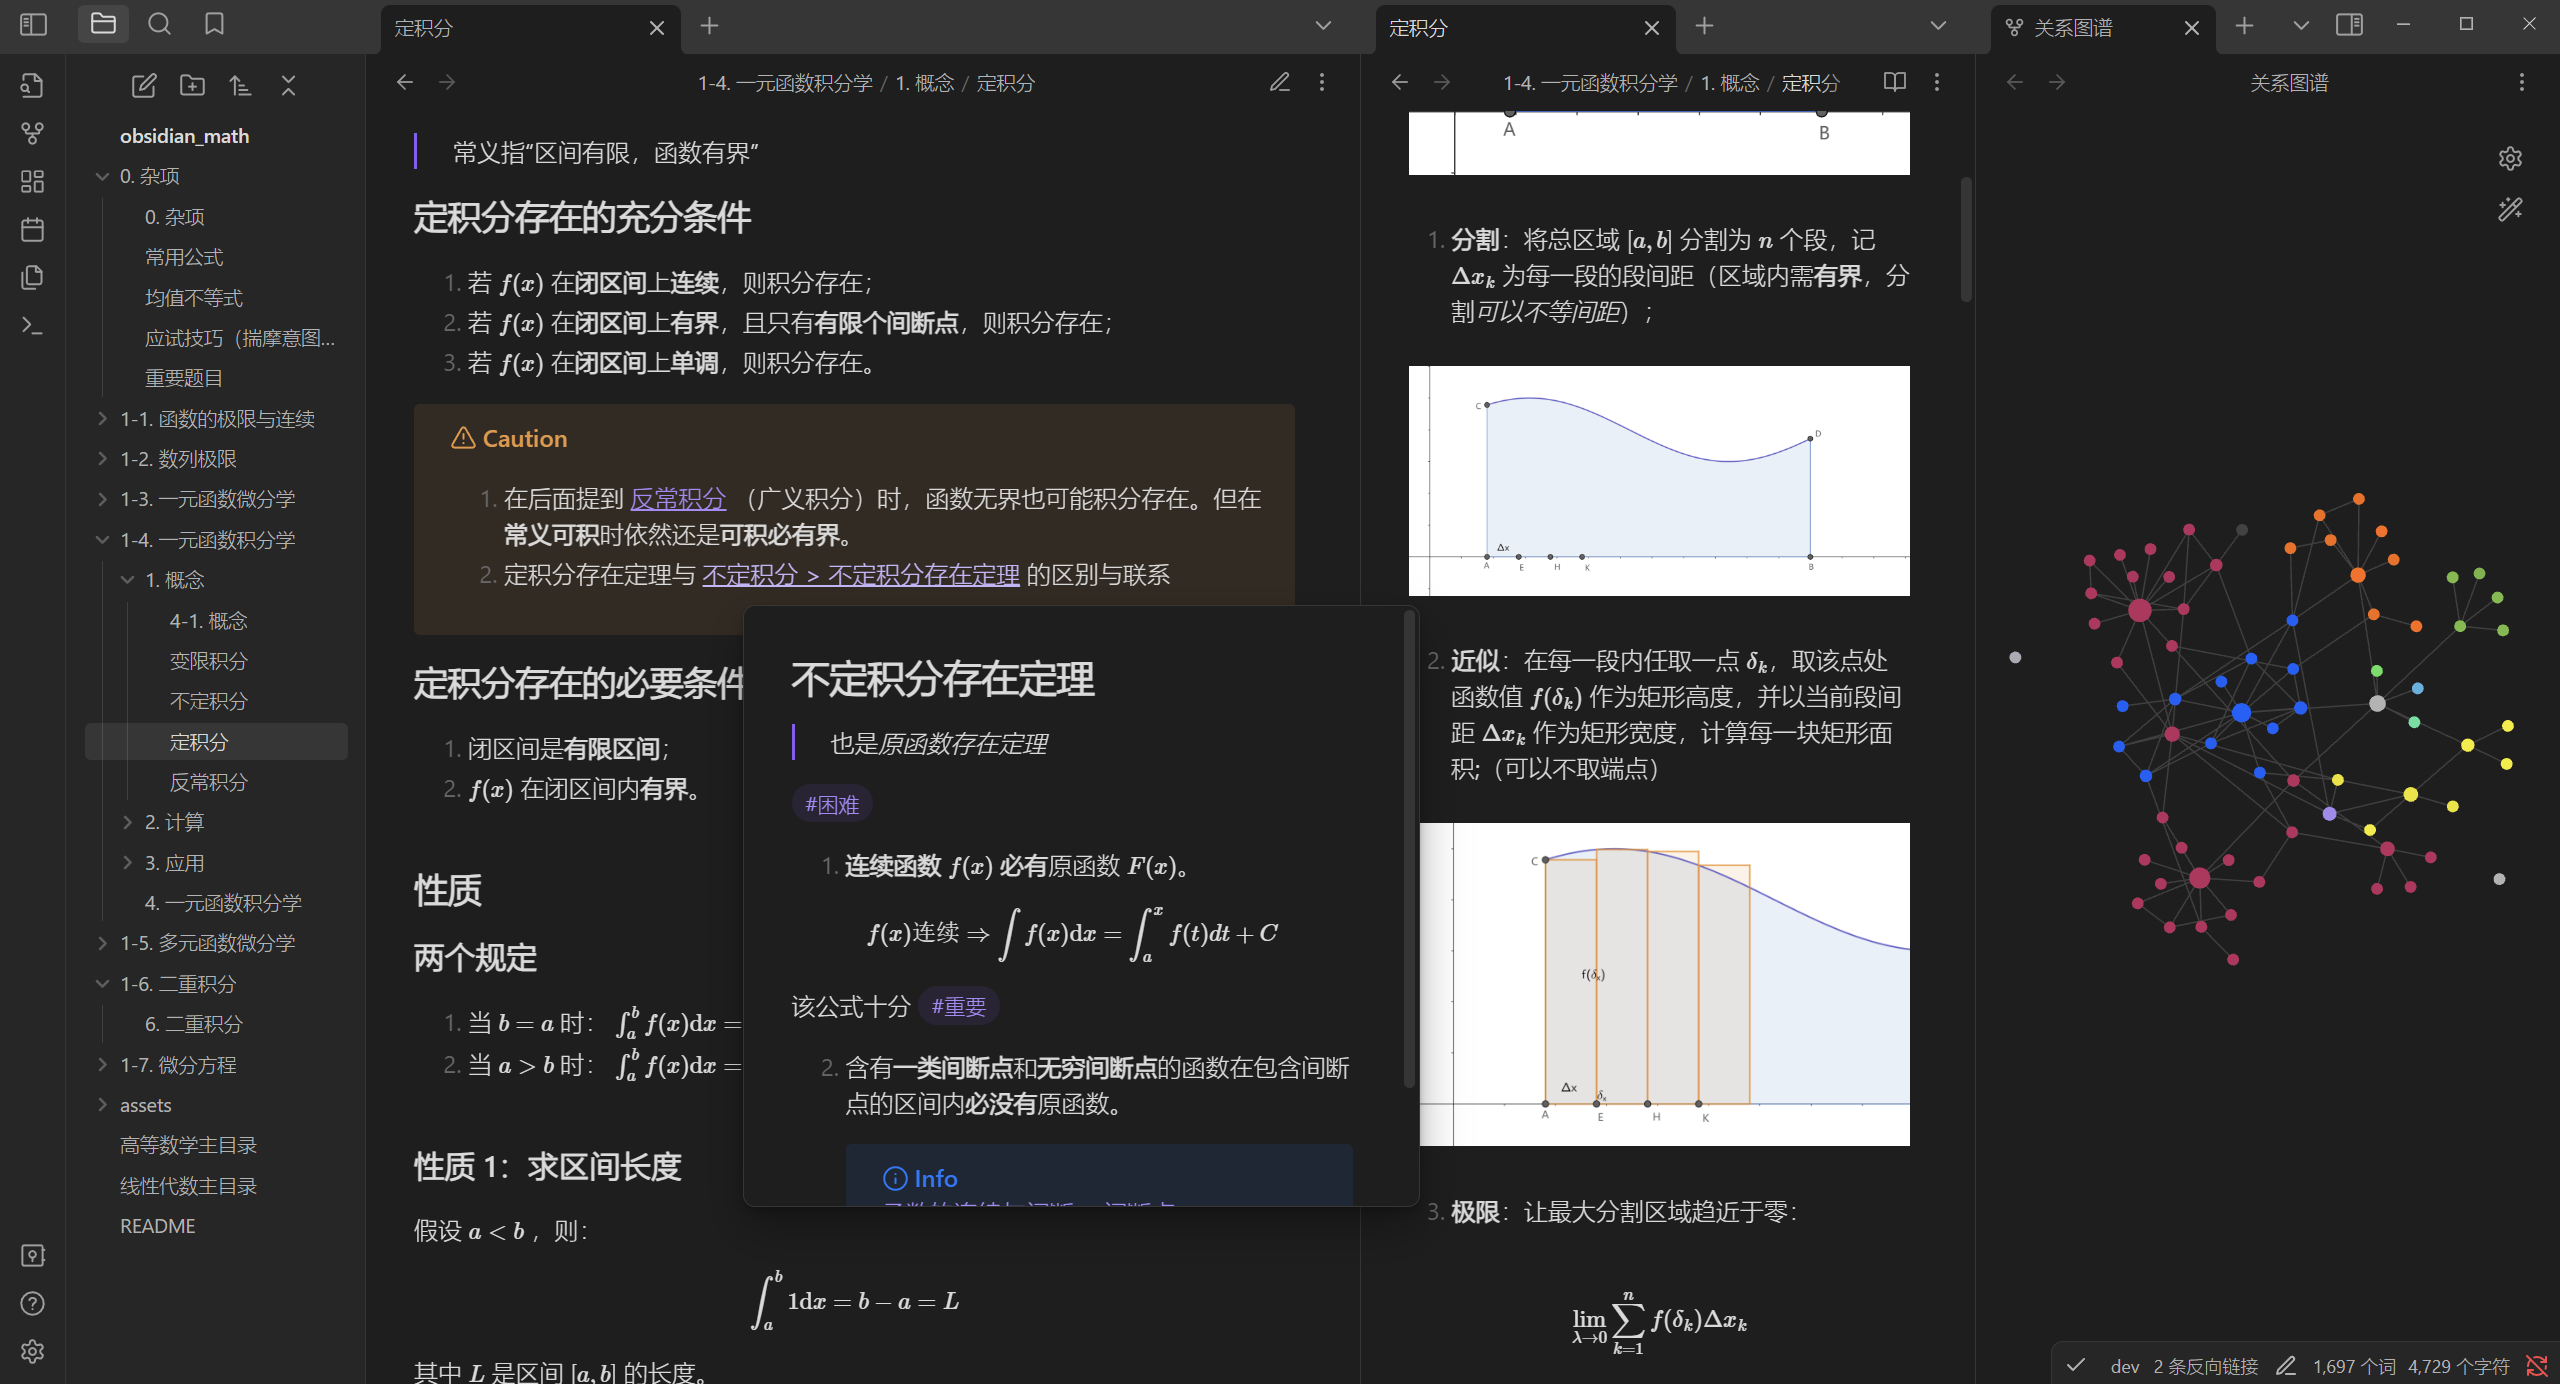 定积分
定积分
关系图谱
obsidian_math
0. 杂项
0. 杂项
常用公式
均值不等式
应试技巧（揣摩意图...
重要题目
1-1. 函数的极限与连续
1-2. 数列极限
1-3. 一元函数微分学
1-4. 一元函数积分学
1. 概念
4-1. 概念
变限积分
不定积分
定积分
反常积分
2. 计算
3. 应用
4. 一元函数积分学
1-5. 多元函数微分学
1-6. 二重积分
6. 二重积分
1-7. 微分方程
assets
高等数学主目录
线性代数主目录
README
1-4. 一元函数积分学 / 1. 概念 / 定积分
常义指“区间有限，函数有界”
定积分存在的充分条件
1. 若 f(x) 在闭区间上连续，则积分存在；
2. 若 f(x) 在闭区间上有界，且只有有限个间断点，则积分存在；
3. 若 f(x) 在闭区间上单调，则积分存在。
Caution
1. 在后面提到 反常积分 （广义积分）时，函数无界也可能积分存在。但在
常义可积时依然还是可积必有界。
2. 定积分存在定理与 不定积分 > 不定积分存在定理 的区别与联系
定积分存在的必要条件
1. 闭区间是有限区间；
2. f(x) 在闭区间内有界。
性质
两个规定
1. 当 b = a 时： ∫_a^b f(x)dx =
2. 当 a > b 时： ∫_a^b f(x)dx =
性质 1：求区间长度
假设 a < b ，则：
∫_a^b 1dx = b − a = L
其中 L 是区间 [a, b] 的长度。
不定积分存在定理
也是原函数存在定理
#困难
1. 连续函数 f(x) 必有原函数 F(x)。
f(x)连续 ⇒ ∫ f(x)dx = ∫_a^x f(t)dt + C
该公式十分 #重要
2. 含有一类间断点和无穷间断点的函数在包含间断
点的区间内必没有原函数。
Info
1-4. 一元函数积分学 / 1. 概念 / 定积分
A
B
1. 分割：将总区域 [a, b] 分割为 n 个段，记
Δx_k 为每一段的段间距（区域内需有界，分
割可以不等间距）；
C
D
Δx
A
E
H
K
B
2. 近似：在每一段内任取一点 δ_k，取该点处
函数值 f(δ_k) 作为矩形高度，并以当前段间
距 Δx_k 作为矩形宽度，计算每一块矩形面
积;（可以不取端点）
C
f(δ_x)
Δx
δ_x
A
E
H
K
3. 极限：让最大分割区域趋近于零：
lim_{λ→0} ∑_{k=1}^n f(δ_k)Δx_k
关系图谱
dev
2 条反向链接
1,697 个词
4,729 个字符